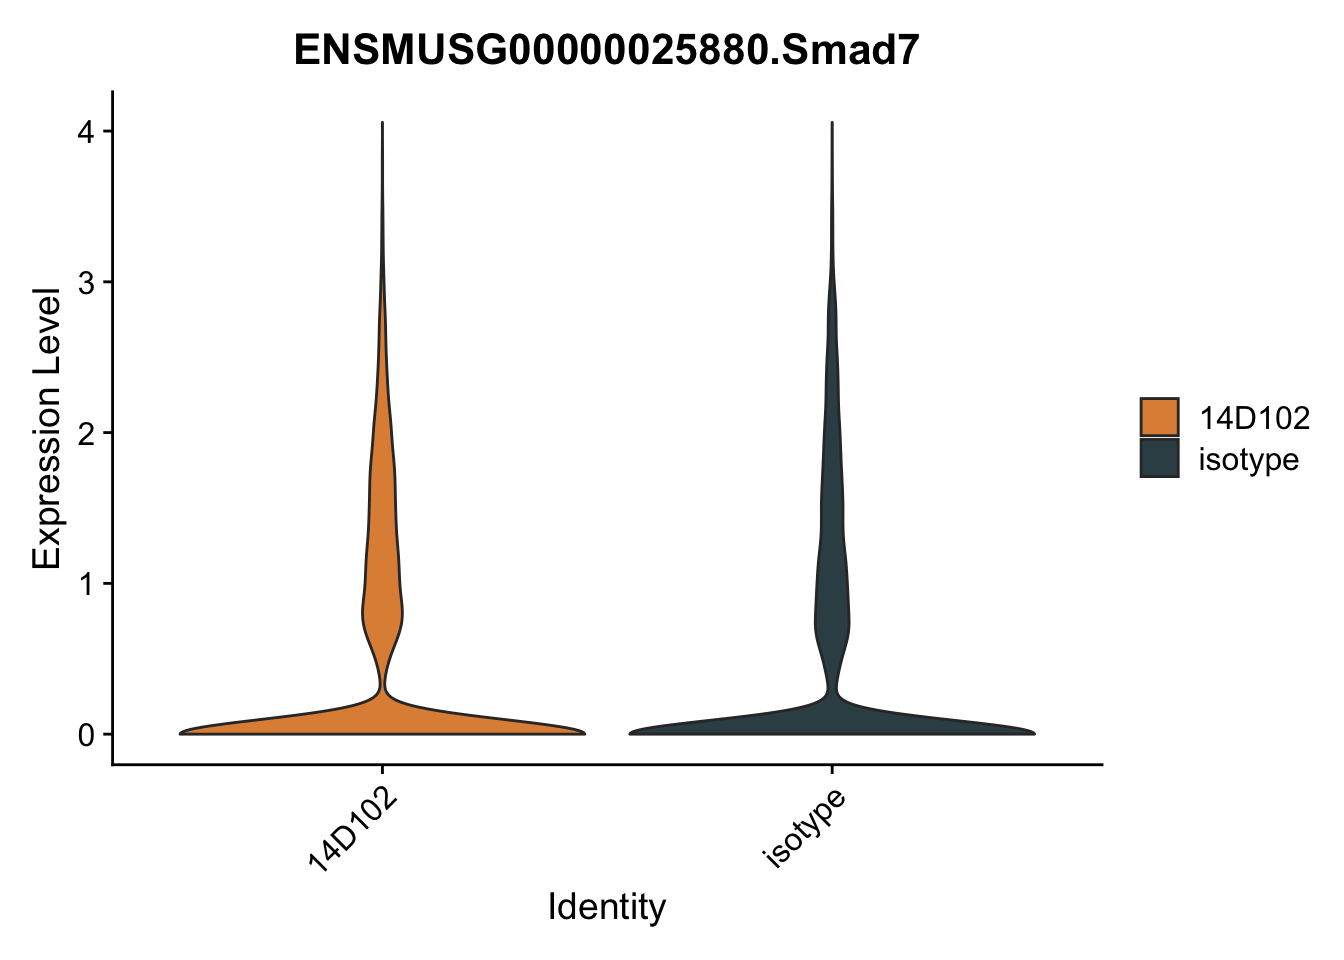 ENSMUSG00000025880.Smad7
Expression Level
4
3
2
1
0
14D102
isotype
Identity
14D102
isotype